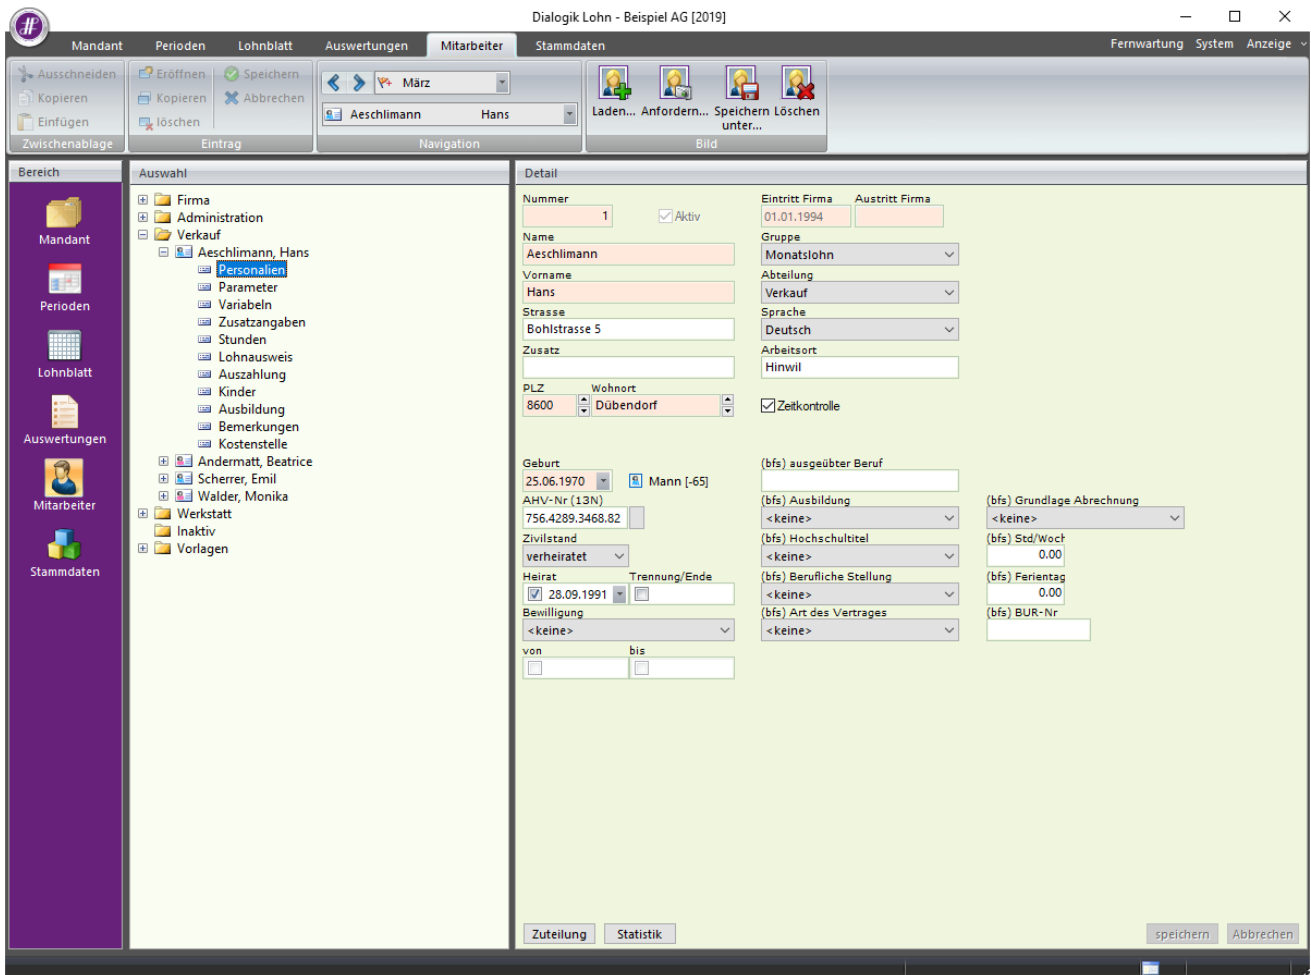 Dialogik Lohn - Beispiel AG [2019]
Mandant Perioden Lohnblatt Auswertungen Mitarbeiter Stammdaten Fernwartung System Anzeige
Ausschneiden Eröffnen Speichern
Kopieren Kopieren Abbrechen
Einfügen löschen
März
Aeschlimann Hans
Laden... Anfordern... Speichern unter... Löschen
Zwischenablage Eintrag Navigation Bild
Bereich
Mandant
Perioden
Lohnblatt
Auswertungen
Mitarbeiter
Stammdaten
Auswahl
Firma
Administration
Verkauf
Aeschlimann, Hans
Personalien
Parameter
Variabeln
Zusatzangaben
Stunden
Lohnausweis
Auszahlung
Kinder
Ausbildung
Bemerkungen
Kostenstelle
Andermatt, Beatrice
Scherrer, Emil
Walder, Monika
Werkstatt
Inaktiv
Vorlagen
Detail
Nummer Eintritt Firma Austritt Firma
1 Aktiv 01.01.1994
Name Gruppe
Aeschlimann Monatslohn
Vorname Abteilung
Hans Verkauf
Strasse Sprache
Bohlstrasse 5 Deutsch
Zusatz Arbeitsort
Hinwil
PLZ Wohnort
8600 Dübendorf Zeitkontrolle
Geburt (bfs) ausgeübter Beruf
25.06.1970 Mann [-65]
AHV-Nr (13N) (bfs) Ausbildung (bfs) Grundlage Abrechnung
756.4289.3468.82 <keine> <keine>
Zivilstand (bfs) Hochschultitel (bfs) Std/Woch
verheiratet <keine> 0.00
Heirat Trennung/Ende (bfs) Berufliche Stellung (bfs) Ferientag
28.09.1991 <keine> 0.00
Bewilligung (bfs) Art des Vertrages (bfs) BUR-Nr
<keine> <keine>
von bis
Zuteilung Statistik speichern Abbrechen